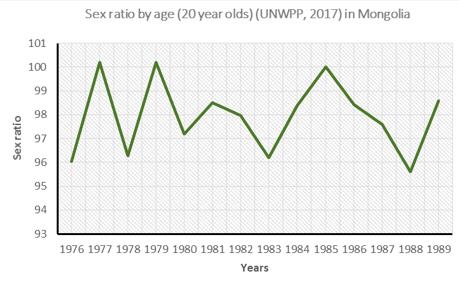 Sex ratio by age (20 year olds) (UNWPP, 2017) in Mongolia
101
100
99
98
97
96
95
94
93
Sex ratio
1976 1977 1978 1979 1980 1981 1982 1983 1984 1985 1986 1987 1988 1989
Years